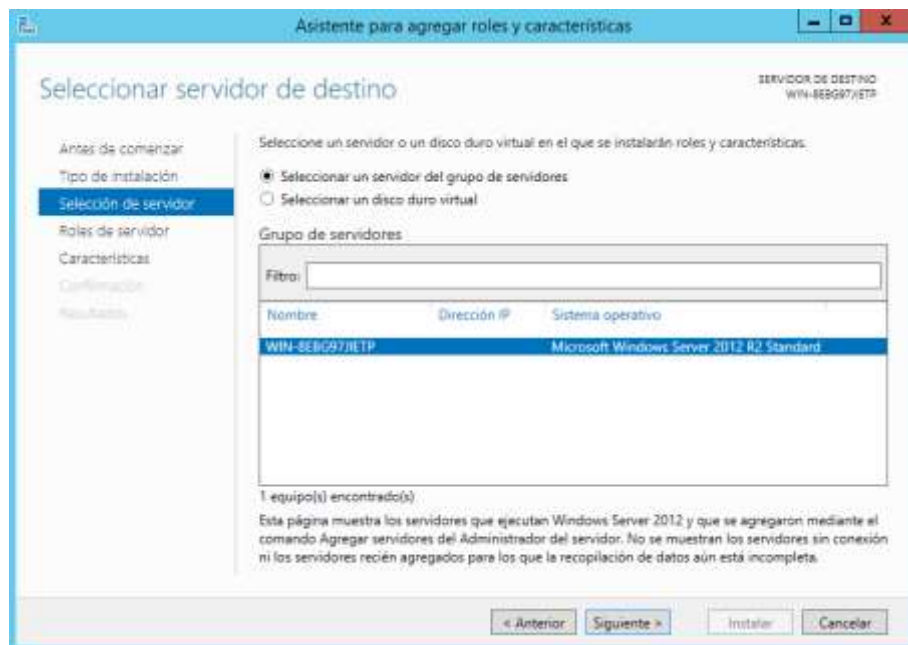 Asistente para agregar roles y características
Seleccionar servidor de destino
SERVIDOR DE DESTINO
WIN-8EBG97JIETP
Antes de comenzar
Tipo de instalación
Selección de servidor
Roles de servidor
Características
Confirmación
Resultados
Seleccione un servidor o un disco duro virtual en el que se instalarán roles y características.
Seleccionar un servidor del grupo de servidores
Seleccionar un disco duro virtual
Grupo de servidores
Filtro:
Nombre Dirección IP Sistema operativo
WIN-8EBG97JIETP Microsoft Windows Server 2012 R2 Standard
1 equipo(s) encontrado(s)
Esta página muestra los servidores que ejecutan Windows Server 2012 y que se agregaron mediante el
comando Agregar servidores del Administrador del servidor. No se muestran los servidores sin conexión
ni los servidores recién agregados para los que la recopilación de datos aún está incompleta.
< Anterior Siguiente > Instalar Cancelar